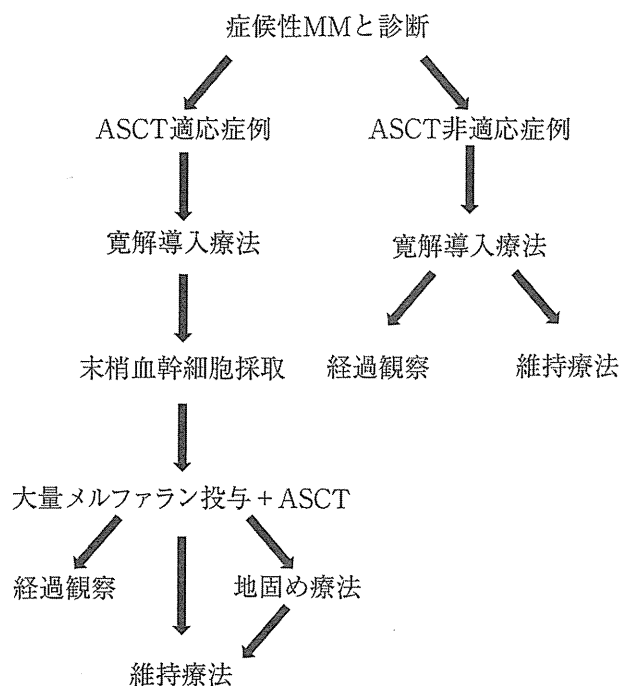 症候性MMと診断
ASCT適応症例
ASCT非適応症例
寛解導入療法
寛解導入療法
末梢血幹細胞採取
経過観察
維持療法
大量メルファラン投与+ASCT
経過観察
地固め療法
維持療法